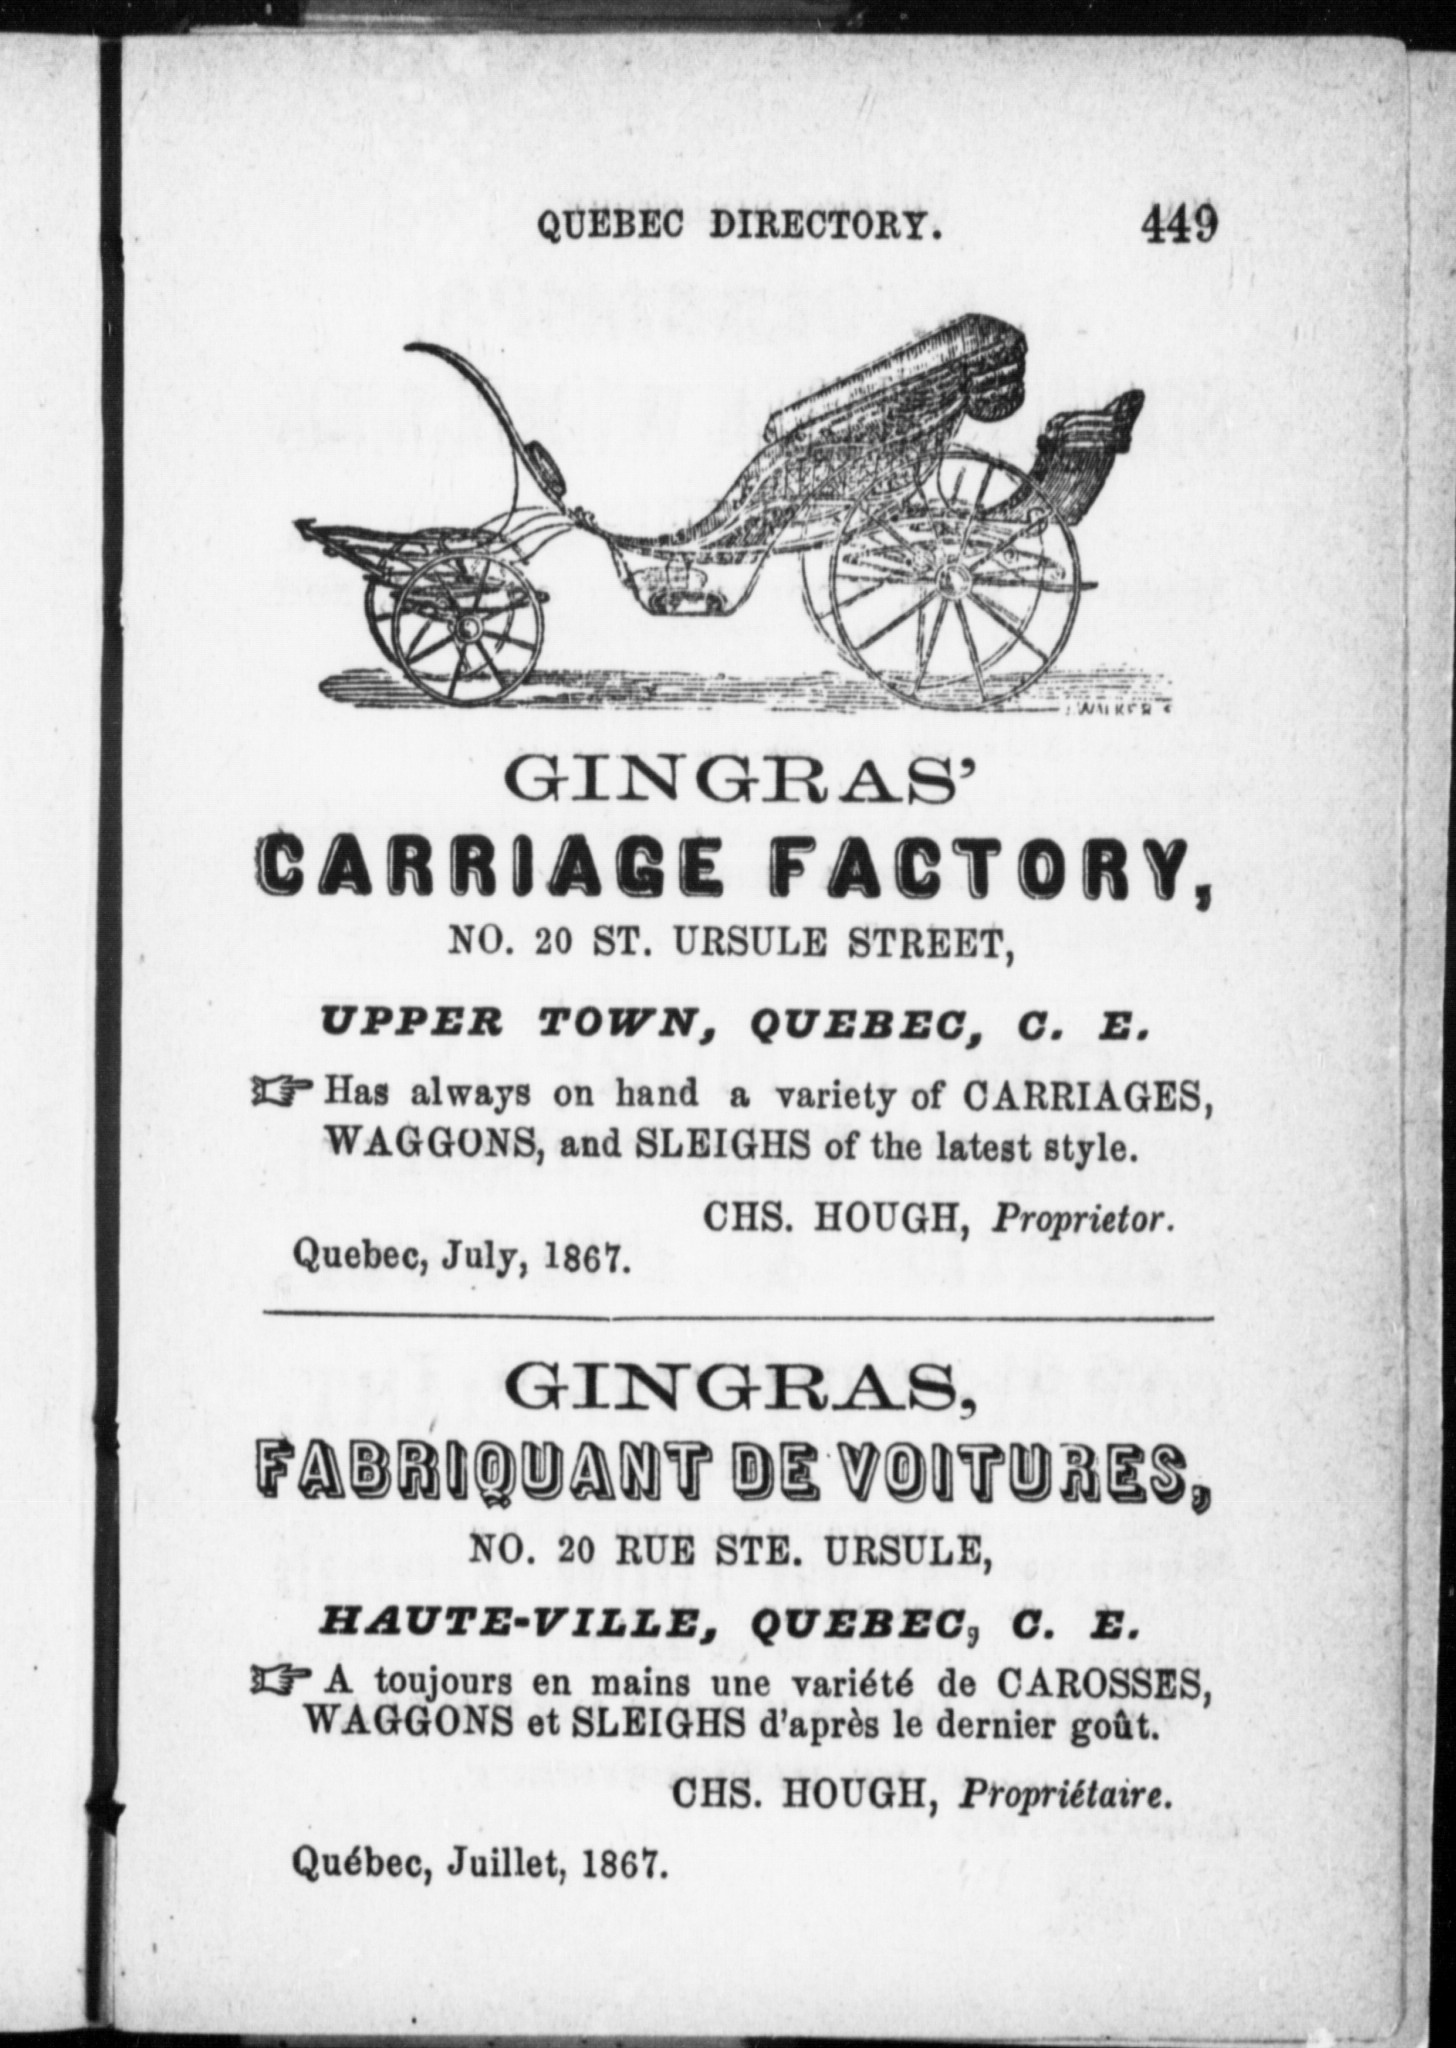 QUEBEC DIRECTORY. 449
WALKER S
GINGRAS’
CARRIAGE FACTORY,
NO. 20 ST. URSULE STREET,
UPPER TOWN, QUEBEC, C. E.
☞ Has always on hand a variety of CARRIAGES,
WAGGONS, and SLEIGHS of the latest style.
CHS. HOUGH, Proprietor.
Quebec, July, 1867.
GINGRAS,
FABRIQUANT DE VOITURES,
NO. 20 RUE STE. URSULE,
HAUTE-VILLE, QUEBEC, C. E.
☞ A toujours en mains une variété de CAROSSES,
WAGGONS et SLEIGHS d'après le dernier goût.
CHS. HOUGH, Propriétaire.
Québec, Juillet, 1867.